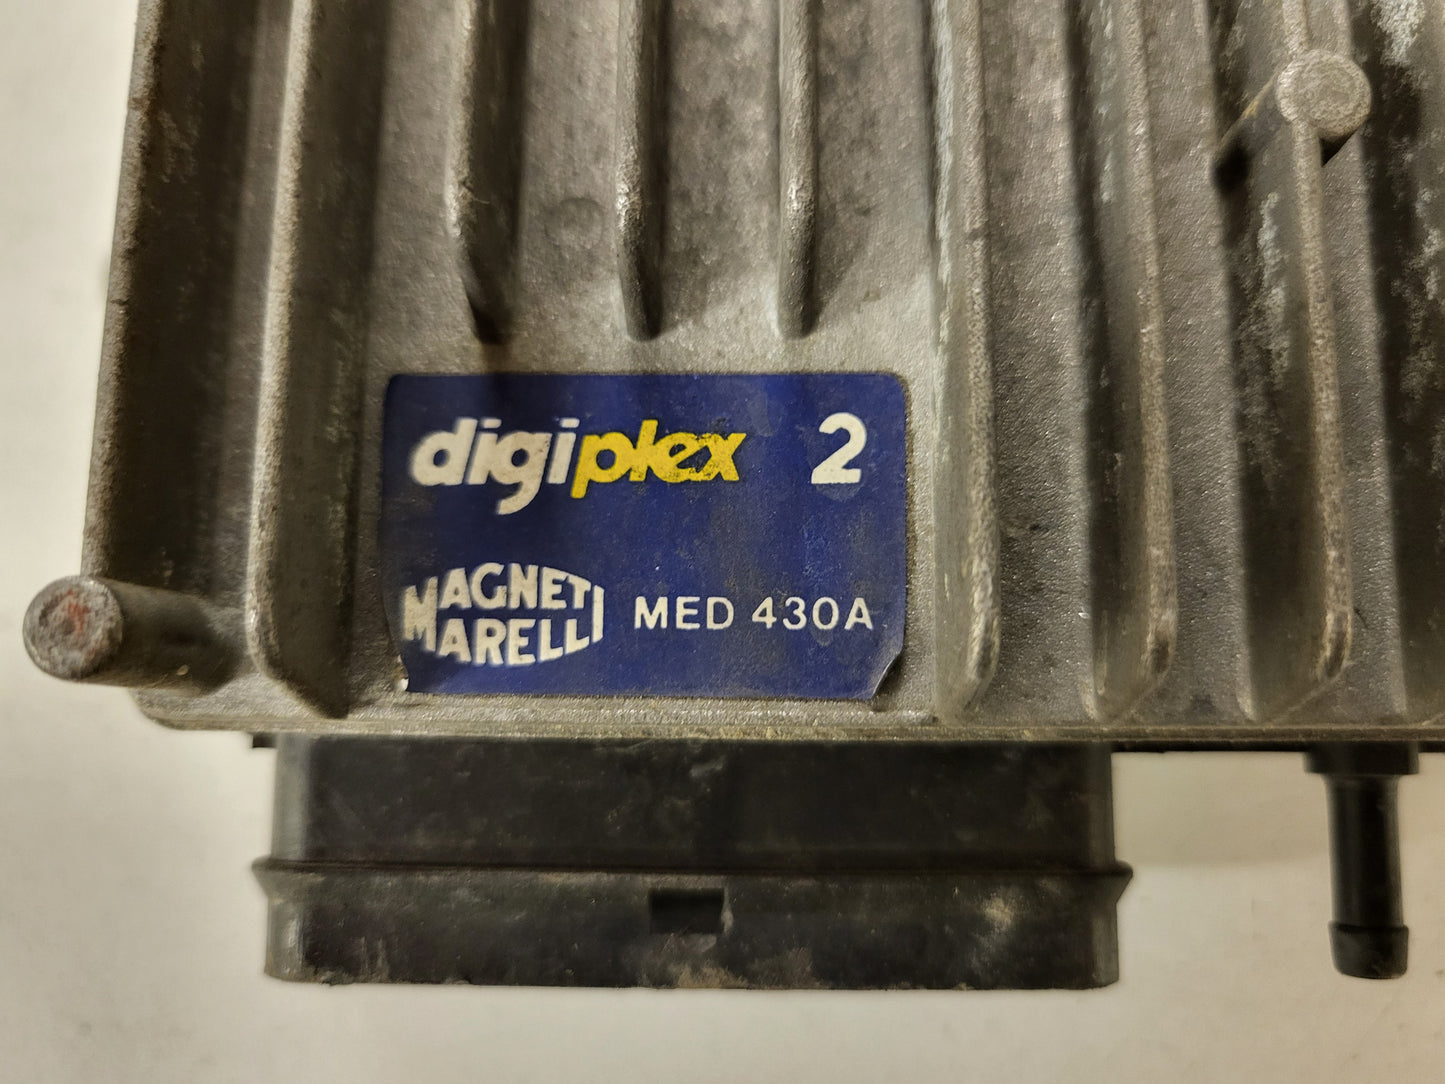 digiplex 2
MAGNETI
MARELLI
MED 430A